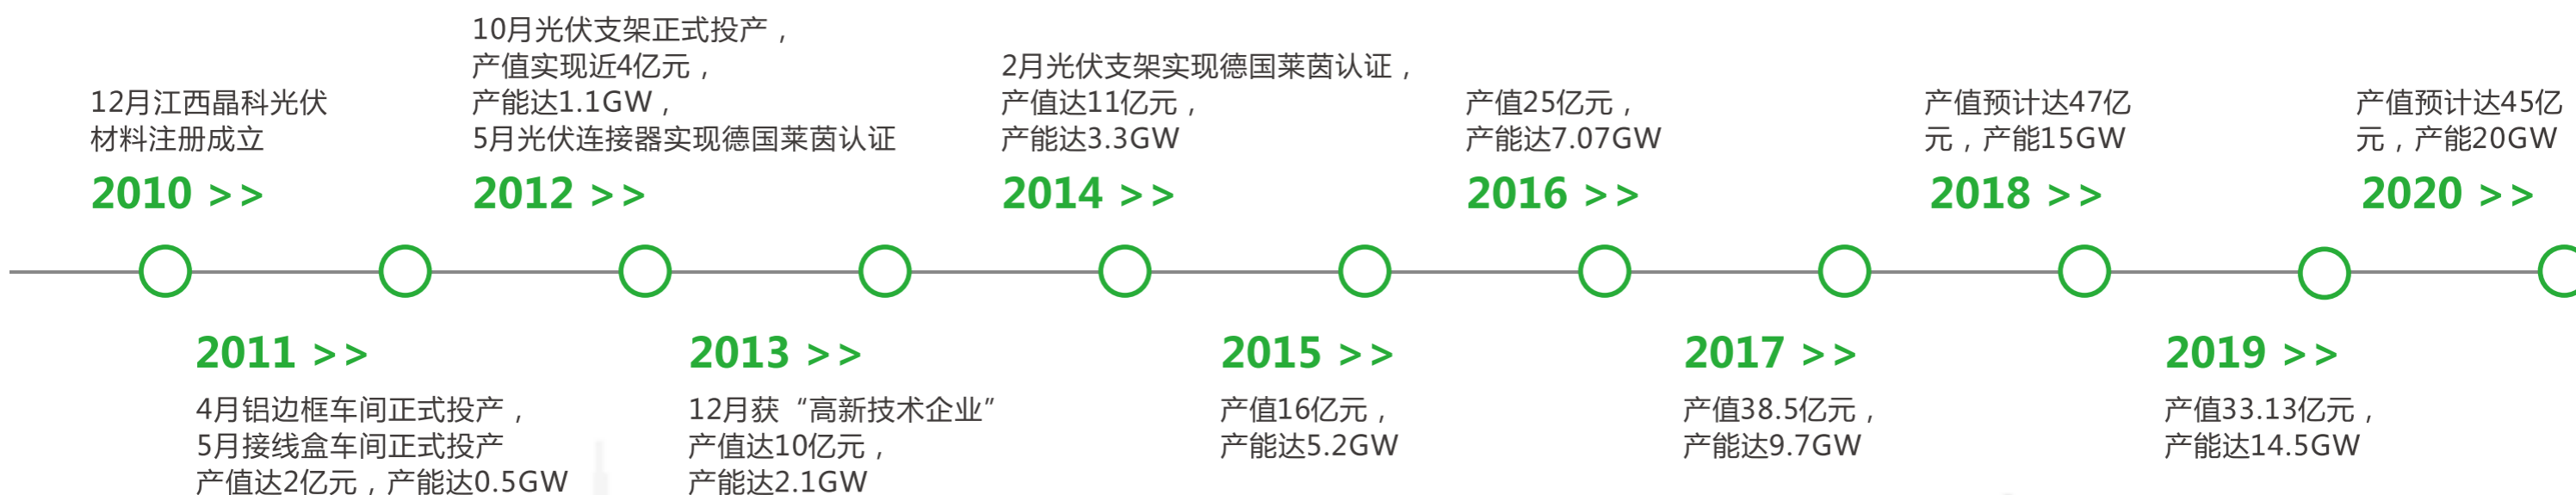 12月江西晶科光伏
材料注册成立
2010 >>
10月光伏支架正式投产，
产值实现近4亿元，
产能达1.1GW，
5月光伏连接器实现德国莱茵认证
2012 >>
2月光伏支架实现德国莱茵认证，
产值达11亿元，
产能达3.3GW
2014 >>
产值25亿元，
产能达7.07GW
2016 >>
产值预计达47亿
元，产能15GW
2018 >>
产值预计达45亿
元，产能20GW
2020 >>
2011 >>
4月铝边框车间正式投产，
5月接线盒车间正式投产
产值达2亿元，产能达0.5GW
2013 >>
12月获“高新技术企业”
产值达10亿元，
产能达2.1GW
2015 >>
产值16亿元，
产能达5.2GW
2017 >>
产值38.5亿元，
产能达9.7GW
2019 >>
产值33.13亿元，
产能达14.5GW